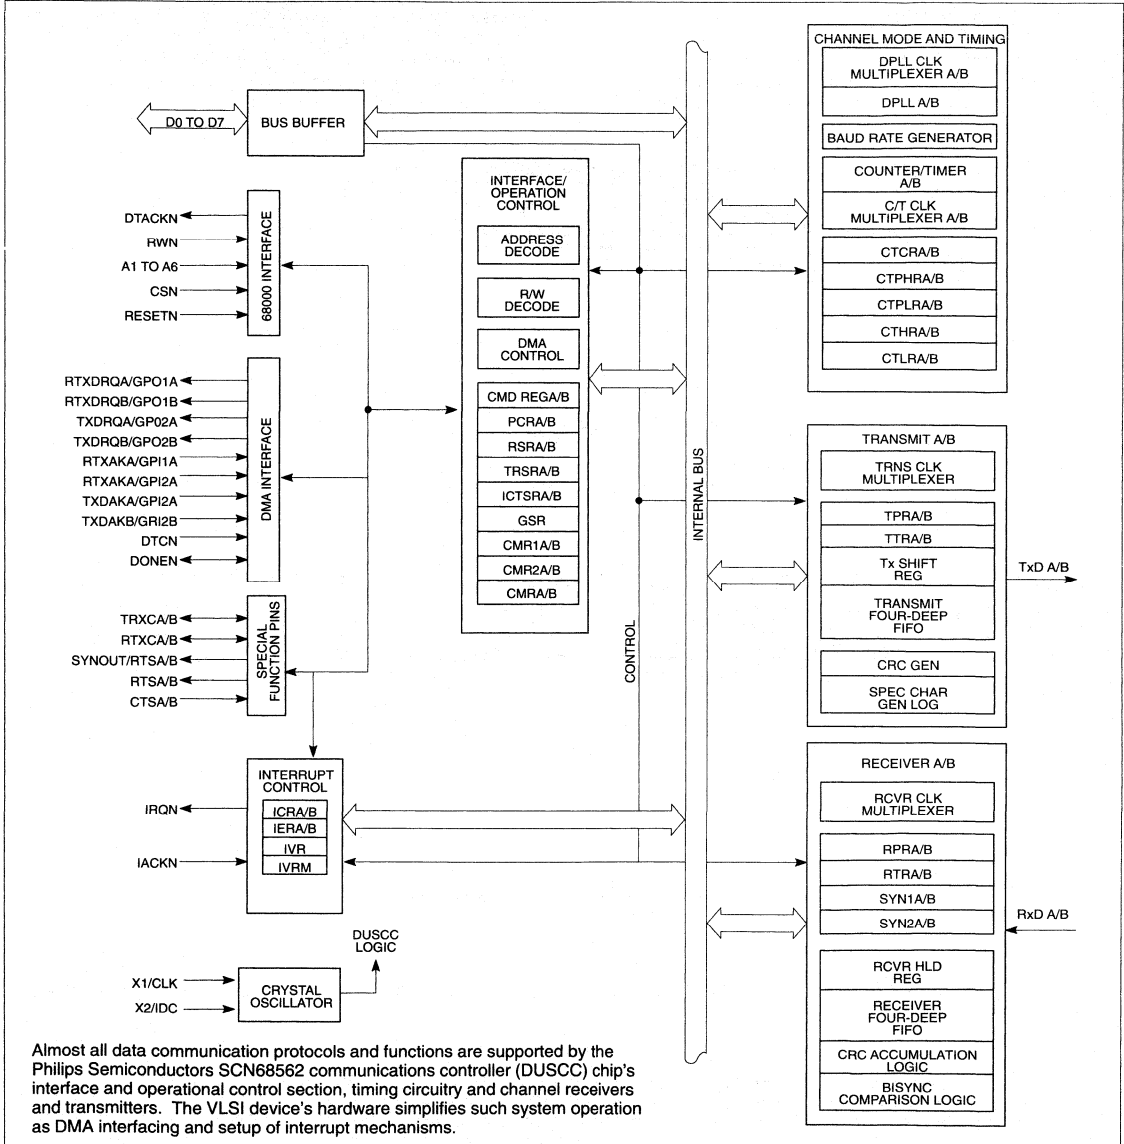 D0 TO D7
BUS BUFFER
DTACKN
RWN
A1 TO A6
CSN
RESETN
68000 INTERFACE
RTXDRQA/GPO1A
RTXDRQB/GPO1B
TXDRQA/GP02A
TXDRQB/GPO2B
RTXAKA/GPI1A
RTXAKA/GPI2A
TXDAKA/GPI2A
TXDAKB/GRI2B
DTCN
DONEN
DMA INTERFACE
TRXCA/B
RTXCA/B
SYNOUT/RTSA/B
RTSA/B
CTSA/B
SPECIAL
FUNCTION PINS
INTERRUPT
CONTROL
ICRA/B
IERA/B
IVR
IVRM
IRQN
IACKN
DUSCC
LOGIC
X1/CLK
X2/IDC
CRYSTAL
OSCILLATOR
INTERFACE/
OPERATION
CONTROL
ADDRESS
DECODE
R/W
DECODE
DMA
CONTROL
CMD REGA/B
PCRA/B
RSRA/B
TRSRA/B
ICTSRA/B
GSR
CMR1A/B
CMR2A/B
CMRA/B
CONTROL
INTERNAL BUS
CHANNEL MODE AND TIMING
DPLL CLK
MULTIPLEXER A/B
DPLL A/B
BAUD RATE GENERATOR
COUNTER/TIMER
A/B
C/T CLK
MULTIPLEXER A/B
CTCRA/B
CTPHRA/B
CTPLRA/B
CTHRA/B
CTLRA/B
TRANSMIT A/B
TRNS CLK
MULTIPLEXER
TPRA/B
TTRA/B
Tx SHIFT
REG
TRANSMIT
FOUR-DEEP
FIFO
CRC GEN
SPEC CHAR
GEN LOG
TxD A/B
RECEIVER A/B
RCVR CLK
MULTIPLEXER
RPRA/B
RTRA/B
SYN1A/B
SYN2A/B
RxD A/B
RCVR HLD
REG
RECEIVER
FOUR-DEEP
FIFO
CRC ACCUMULATION
LOGIC
BISYNC
COMPARISON LOGIC
Almost all data communication protocols and functions are supported by the
Philips Semiconductors SCN68562 communications controller (DUSCC) chip's
interface and operational control section, timing circuitry and channel receivers
and transmitters. The VLSI device's hardware simplifies such system operation
as DMA interfacing and setup of interrupt mechanisms.